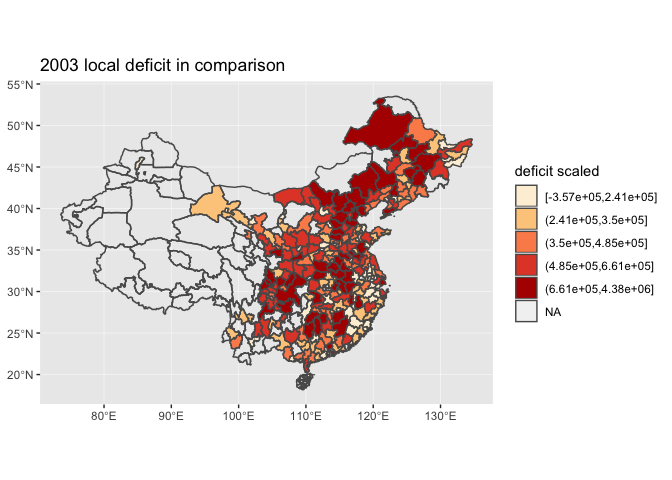 2003 local deficit in comparison
55°N
50°N
45°N
40°N
35°N
30°N
25°N
20°N
80°E
90°E
100°E
110°E
120°E
130°E
deficit scaled
[-3.57e+05,2.41e+05]
(2.41e+05,3.5e+05]
(3.5e+05,4.85e+05]
(4.85e+05,6.61e+05]
(6.61e+05,4.38e+06]
NA